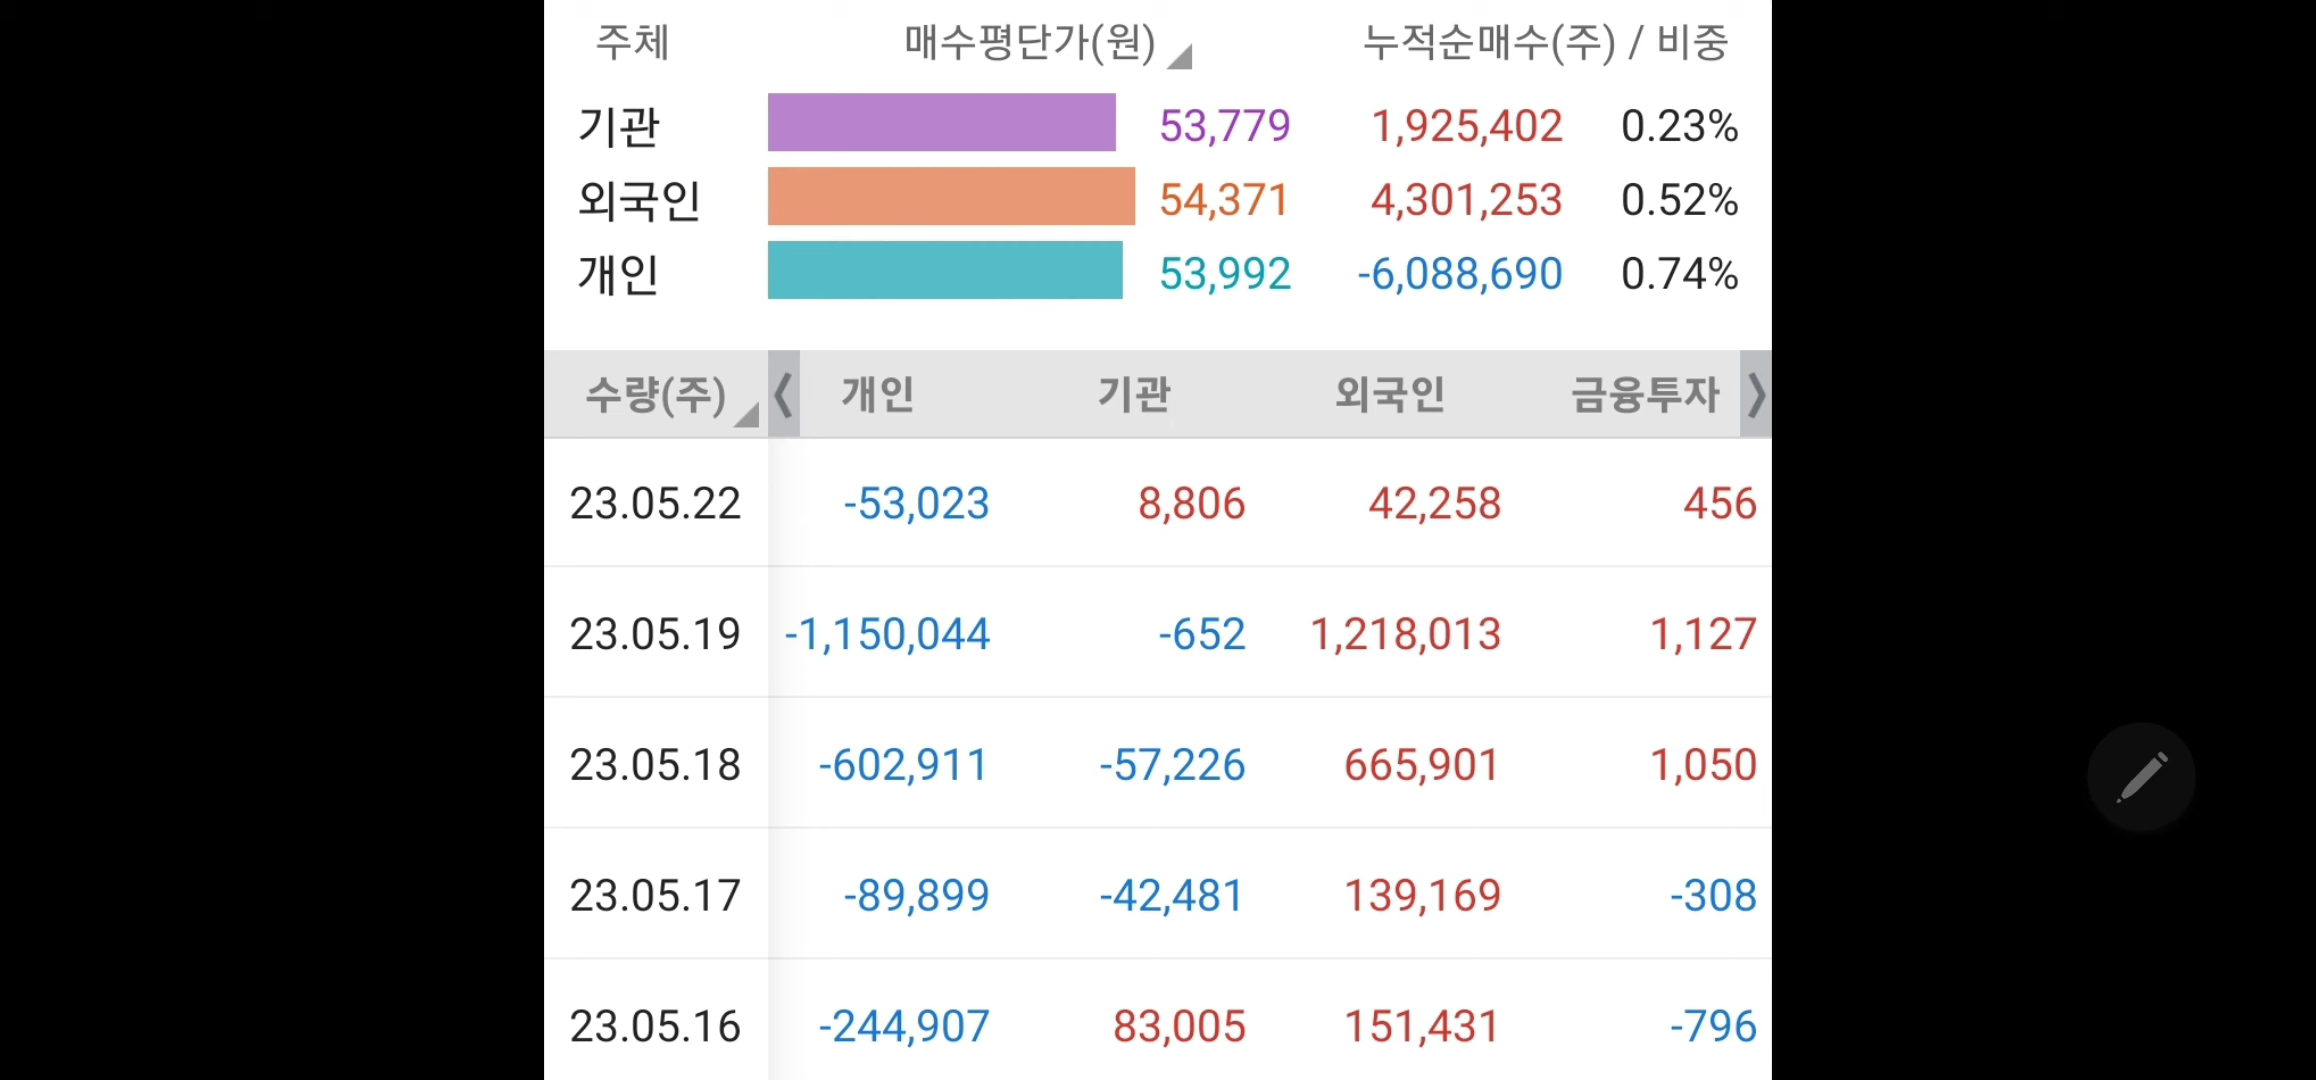 주체 매수평단가(원) 누적순매수(주) / 비중
기관 53,779 1,925,402 0.23%
외국인 54,371 4,301,253 0.52%
개인 53,992 -6,088,690 0.74%
수량(주) 개인 기관 외국인 금융투자
23.05.22 -53,023 8,806 42,258 456
23.05.19 -1,150,044 -652 1,218,013 1,127
23.05.18 -602,911 -57,226 665,901 1,050
23.05.17 -89,899 -42,481 139,169 -308
23.05.16 -244,907 83,005 151,431 -796